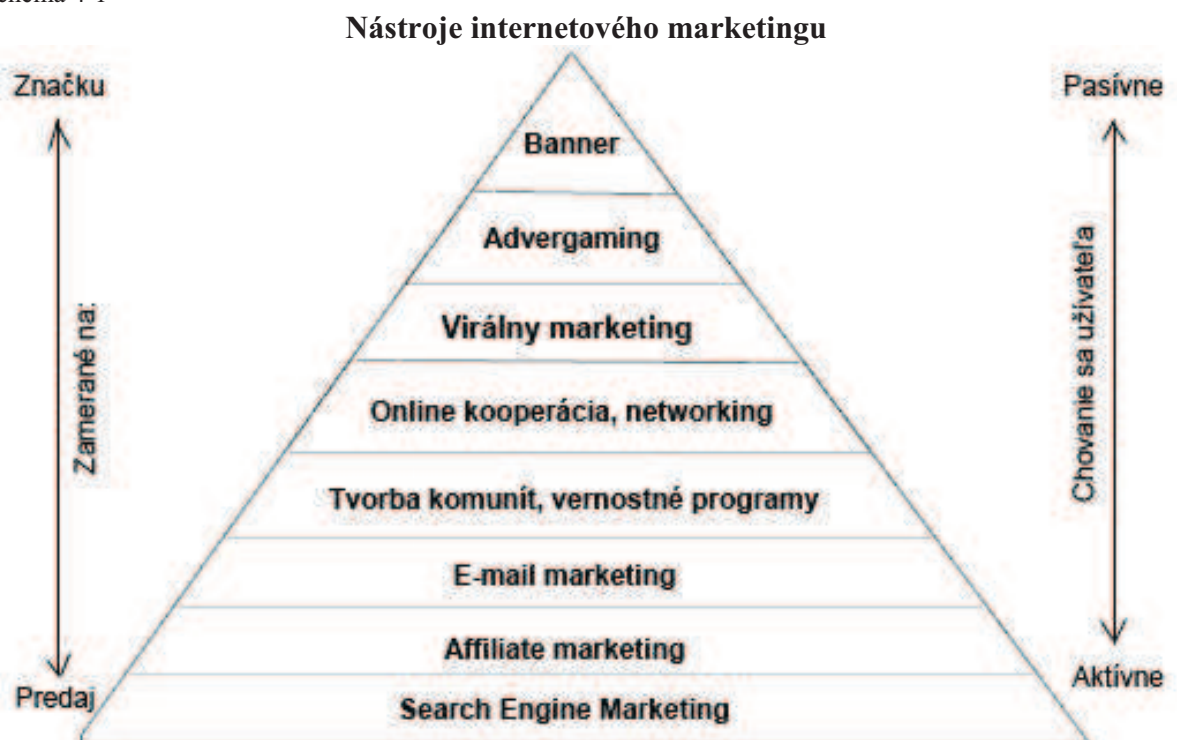 Nástroje internetového marketingu
Značku
Pasívne
Banner
Advergaming
Virálny marketing
Online kooperácia, networking
Tvorba komunít, vernostné programy
E-mail marketing
Affiliate marketing
Search Engine Marketing
Zamerané na:
Chovanie sa užívateľa
Predaj
Aktívne